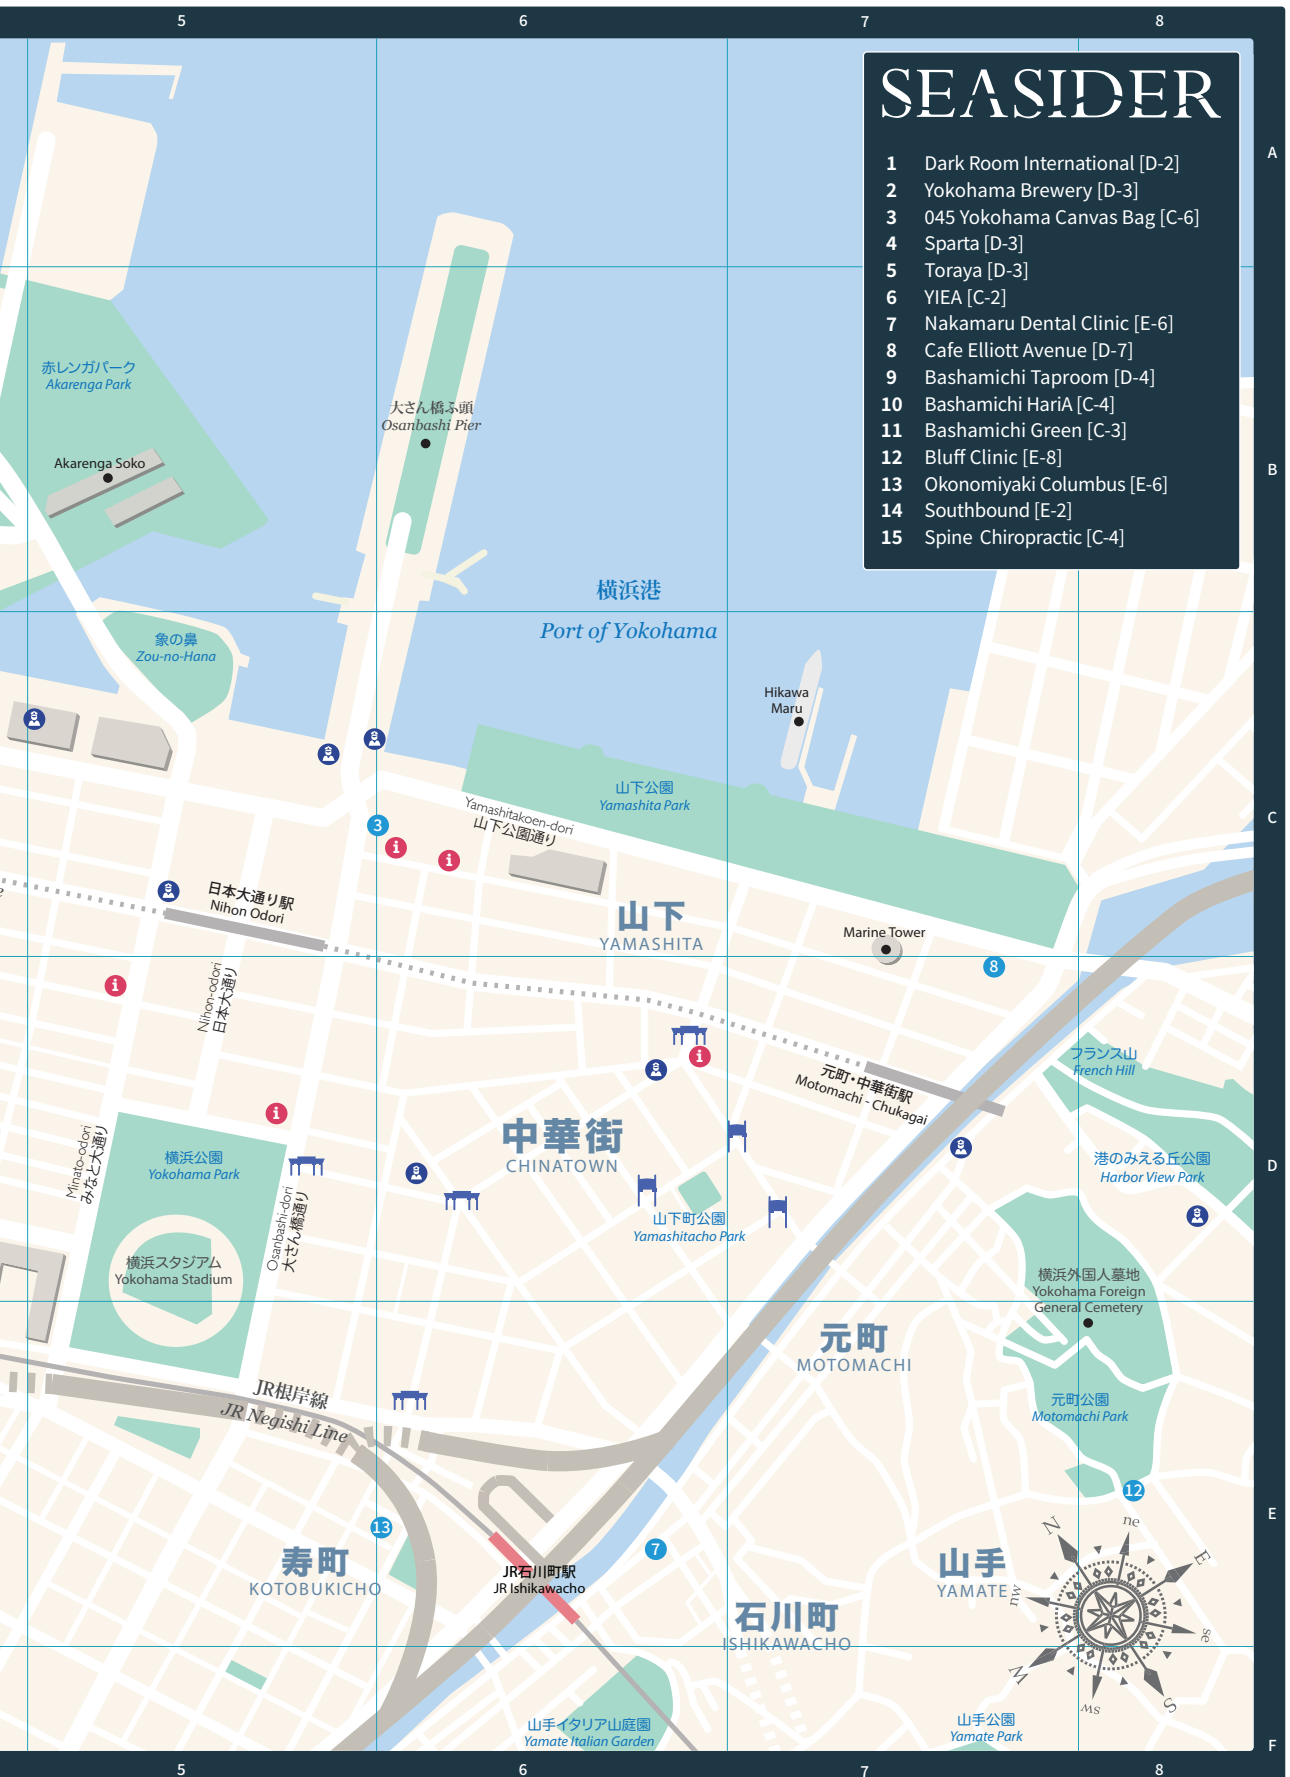 5 6 7 8
SEASIDER
1 Dark Room International [D-2]
2 Yokohama Brewery [D-3]
3 045 Yokohama Canvas Bag [C-6]
4 Sparta [D-3]
5 Toraya [D-3]
6 YIEA [C-2]
7 Nakamaru Dental Clinic [E-6]
8 Cafe Elliott Avenue [D-7]
9 Bashamichi Taproom [D-4]
10 Bashamichi HariA [C-4]
11 Bashamichi Green [C-3]
12 Bluff Clinic [E-8]
13 Okonomiyaki Columbus [E-6]
14 Southbound [E-2]
15 Spine Chiropractic [C-4]
A
赤レンガパーク
Akarenga Park
大さん橋ふ頭
Osanbashi Pier
Akarenga Soko
B
横浜港
Port of Yokohama
象の鼻
Zou-no-Hana
Hikawa
Maru
山下公園
Yamashita Park
Yamashitakoen-dori
山下公園通り
3
i
i
C
日本大通り駅
Nihon Odori
山下
YAMASHITA
Marine Tower
8
i
Nihon-odori
日本大通り
i
フランス山
French Hill
元町・中華街駅
Motomachi - Chukagai
i
中華街
CHINATOWN
Minato-odori
みなと大通り
横浜公園
Yokohama Park
港のみえる丘公園
Harbor View Park
D
Osanbashi-dori
大さん橋通り
山下町公園
Yamashitacho Park
横浜スタジアム
Yokohama Stadium
横浜外国人墓地
Yokohama Foreign
General Cemetery
元町
MOTOMACHI
JR根岸線
JR Negishi Line
元町公園
Motomachi Park
12
E
13
7
寿町
KOTOBUKICHO
JR石川町駅
JR Ishikawacho
山手
YAMATE
N
ne
E
se
S
sw
W
nw
石川町
ISHIKAWACHO
山手イタリア山庭園
Yamate Italian Garden
山手公園
Yamate Park
F
5 6 7 8